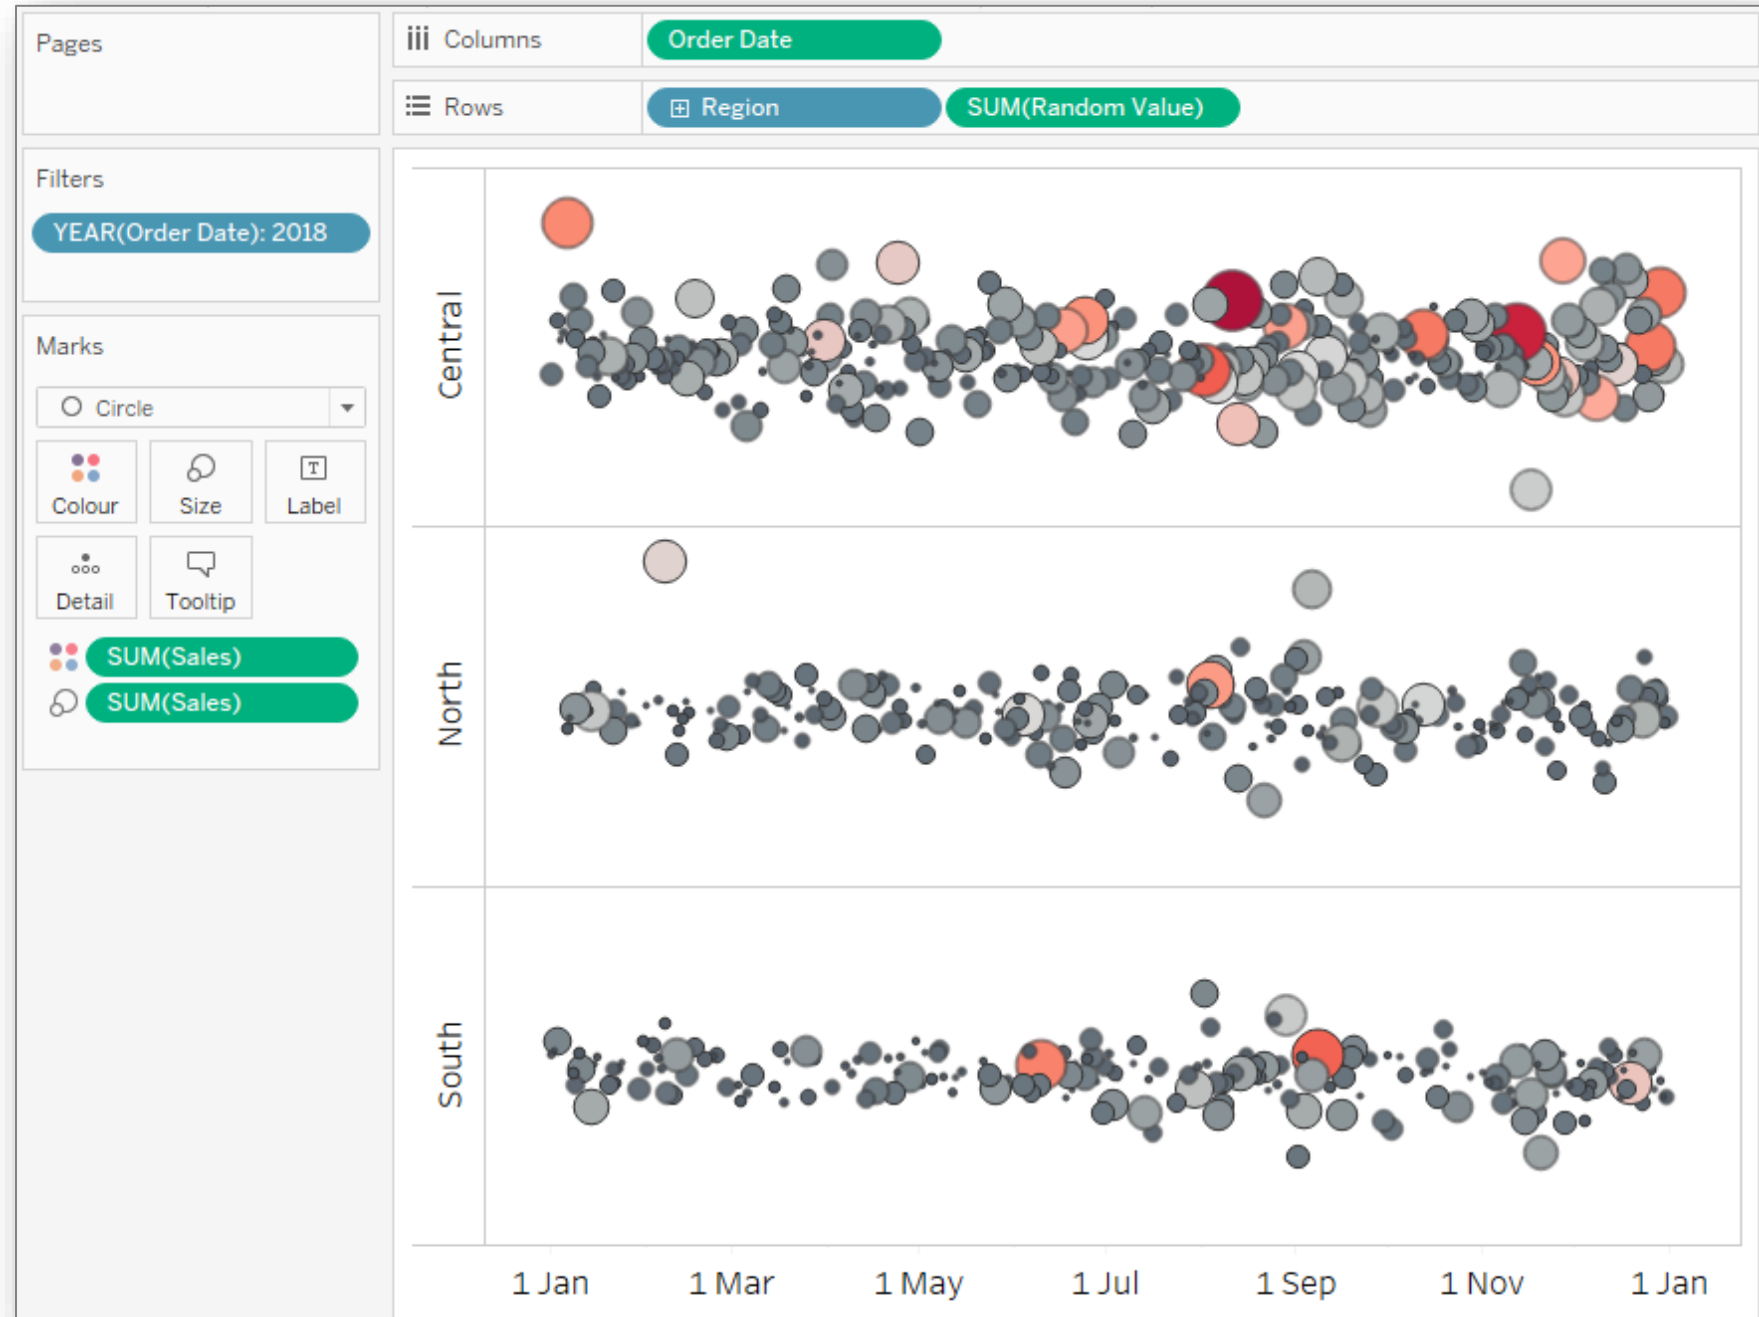 Pages
Columns
Order Date
Rows
Region
SUM(Random Value)
Filters
YEAR(Order Date): 2018
Marks
Circle
Colour
Size
T
Label
Detail
Tooltip
SUM(Sales)
SUM(Sales)
Central
North
South
1 Jan
1 Mar
1 May
1 Jul
1 Sep
1 Nov
1 Jan